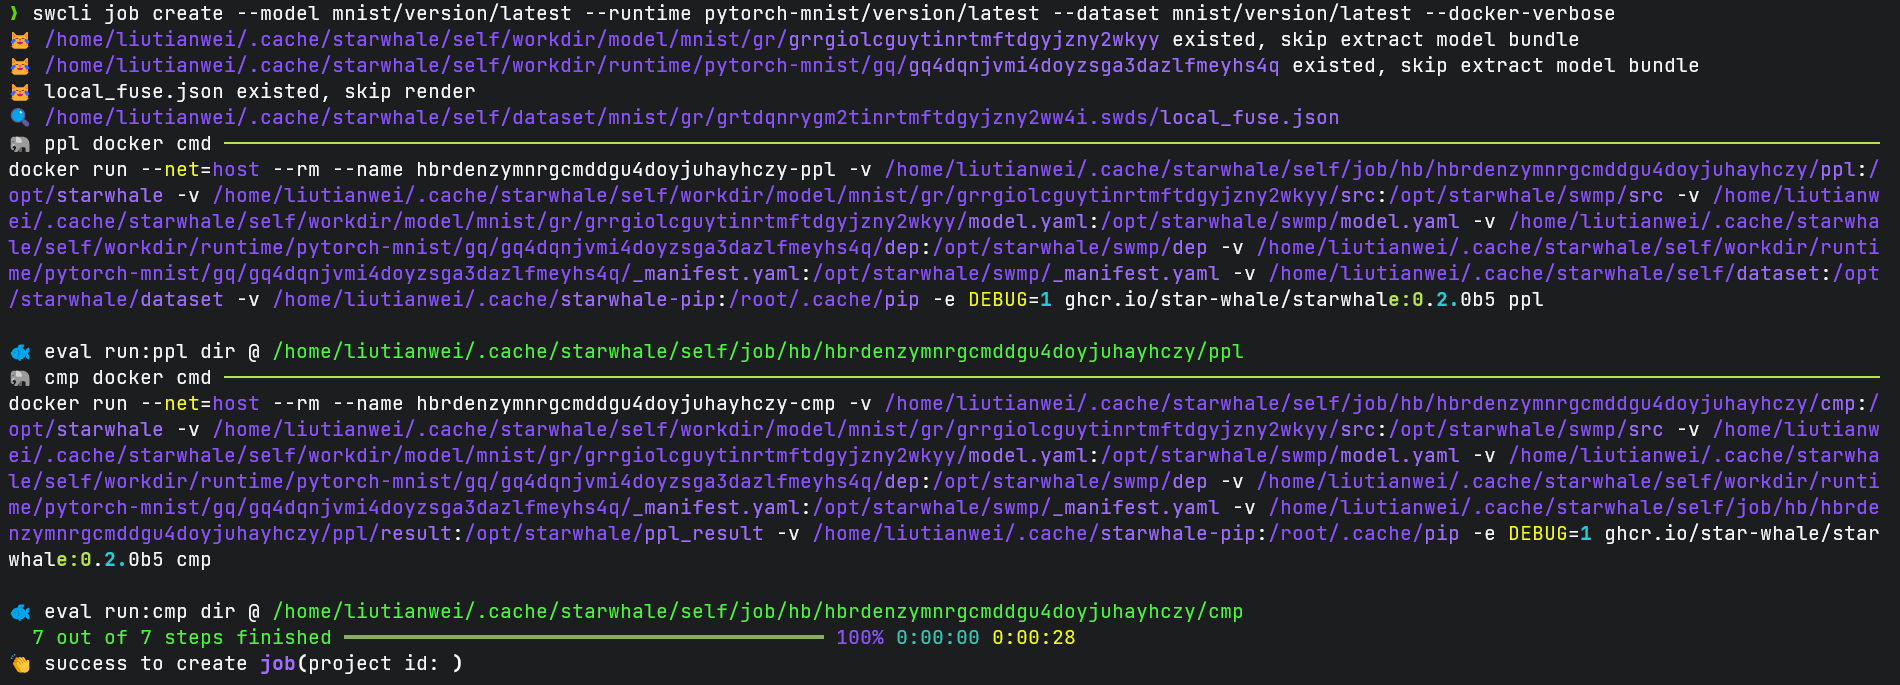 ❯ swcli job create --model mnist/version/latest --runtime pytorch-mnist/version/latest --dataset mnist/version/latest --docker-verbose
/home/liutianwei/.cache/starwhale/self/workdir/model/mnist/gr/grrgiolcguytinrtmftdgyjzny2wkyy existed, skip extract model bundle
/home/liutianwei/.cache/starwhale/self/workdir/runtime/pytorch-mnist/gq/gq4dqnjvmi4doyzsga3dazlfmeyhs4q existed, skip extract model bundle
local_fuse.json existed, skip render
/home/liutianwei/.cache/starwhale/self/dataset/mnist/gr/grtdqnrygm2tinrtmftdgyjzny2ww4i.swds/local_fuse.json
ppl docker cmd
docker run --net=host --rm --name hbrdenzymnrgcmddgu4doyjuhayhczy-ppl -v /home/liutianwei/.cache/starwhale/self/job/hb/hbrdenzymnrgcmddgu4doyjuhayhczy/ppl:/
opt/starwhale -v /home/liutianwei/.cache/starwhale/self/workdir/model/mnist/gr/grrgiolcguytinrtmftdgyjzny2wkyy/src:/opt/starwhale/swmp/src -v /home/liutianw
ei/.cache/starwhale/self/workdir/model/mnist/gr/grrgiolcguytinrtmftdgyjzny2wkyy/model.yaml:/opt/starwhale/swmp/model.yaml -v /home/liutianwei/.cache/starwha
le/self/workdir/runtime/pytorch-mnist/gq/gq4dqnjvmi4doyzsga3dazlfmeyhs4q/dep:/opt/starwhale/swmp/dep -v /home/liutianwei/.cache/starwhale/self/workdir/runti
me/pytorch-mnist/gq/gq4dqnjvmi4doyzsga3dazlfmeyhs4q/_manifest.yaml:/opt/starwhale/swmp/_manifest.yaml -v /home/liutianwei/.cache/starwhale/self/dataset:/opt
/starwhale/dataset -v /home/liutianwei/.cache/starwhale-pip:/root/.cache/pip -e DEBUG=1 ghcr.io/star-whale/starwhale:0.2.0b5 ppl
eval run:ppl dir @ /home/liutianwei/.cache/starwhale/self/job/hb/hbrdenzymnrgcmddgu4doyjuhayhczy/ppl
cmp docker cmd
docker run --net=host --rm --name hbrdenzymnrgcmddgu4doyjuhayhczy-cmp -v /home/liutianwei/.cache/starwhale/self/job/hb/hbrdenzymnrgcmddgu4doyjuhayhczy/cmp:/
opt/starwhale -v /home/liutianwei/.cache/starwhale/self/workdir/model/mnist/gr/grrgiolcguytinrtmftdgyjzny2wkyy/src:/opt/starwhale/swmp/src -v /home/liutianw
ei/.cache/starwhale/self/workdir/model/mnist/gr/grrgiolcguytinrtmftdgyjzny2wkyy/model.yaml:/opt/starwhale/swmp/model.yaml -v /home/liutianwei/.cache/starwha
le/self/workdir/runtime/pytorch-mnist/gq/gq4dqnjvmi4doyzsga3dazlfmeyhs4q/dep:/opt/starwhale/swmp/dep -v /home/liutianwei/.cache/starwhale/self/workdir/runti
me/pytorch-mnist/gq/gq4dqnjvmi4doyzsga3dazlfmeyhs4q/_manifest.yaml:/opt/starwhale/swmp/_manifest.yaml -v /home/liutianwei/.cache/starwhale/self/job/hb/hbrde
nzymnrgcmddgu4doyjuhayhczy/ppl/result:/opt/starwhale/ppl_result -v /home/liutianwei/.cache/starwhale-pip:/root/.cache/pip -e DEBUG=1 ghcr.io/star-whale/star
whale:0.2.0b5 cmp
eval run:cmp dir @ /home/liutianwei/.cache/starwhale/self/job/hb/hbrdenzymnrgcmddgu4doyjuhayhczy/cmp
7 out of 7 steps finished 100% 0:00:00 0:00:28
success to create job(project id: )